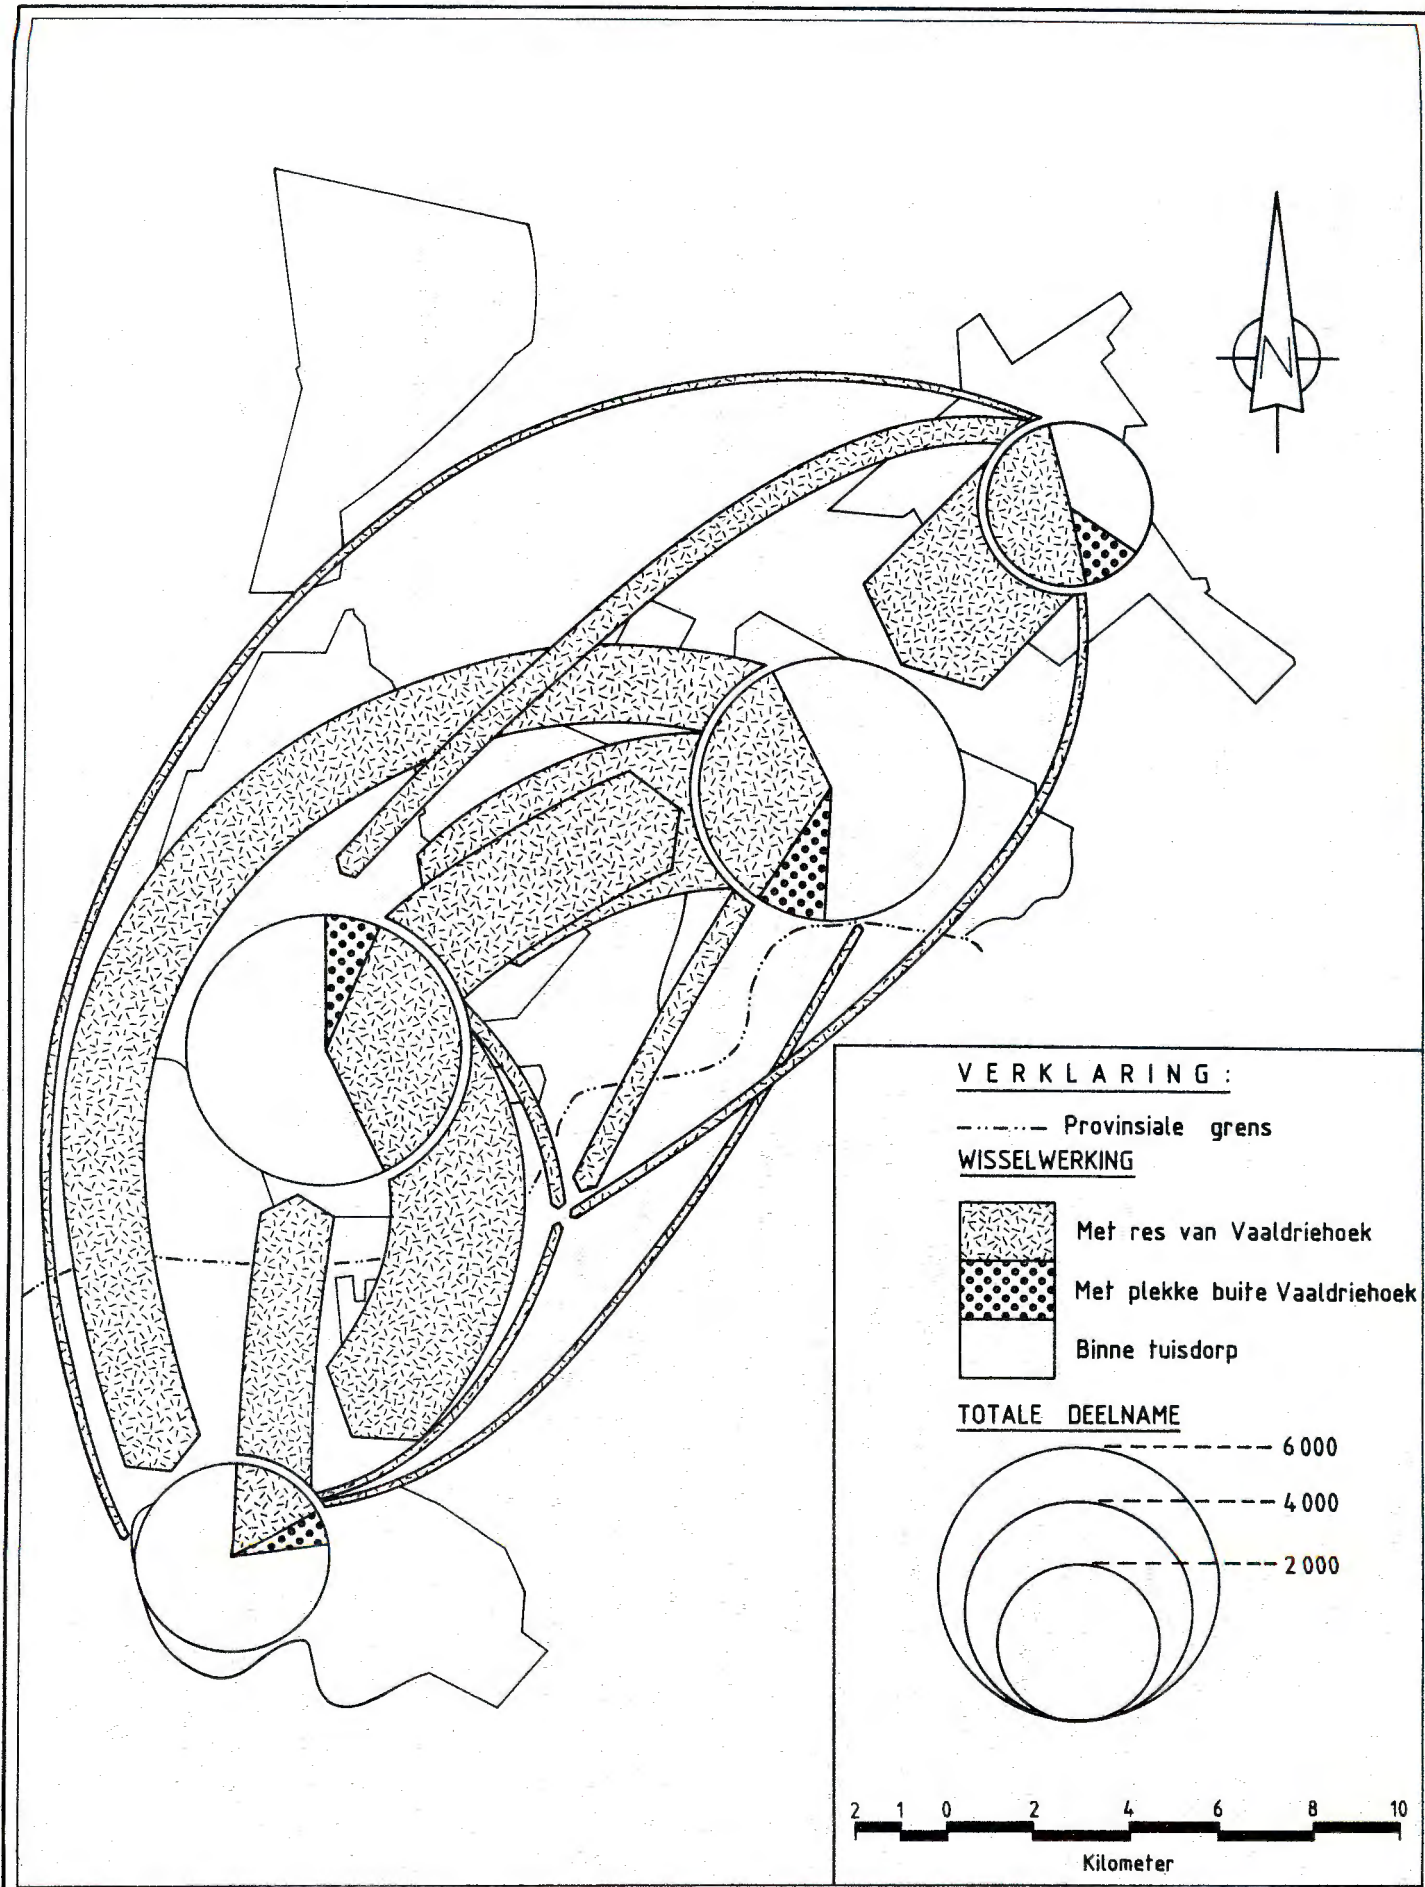 N
VERKLARING:
Provinsiale grens
WISSELWERKING
Met res van Vaaldriehoek
Met plekke buite Vaaldriehoek
Binne tuisdorp
TOTALE DEELNAME
6 000
4 000
2 000
2 1 0 2 4 6 8 10
Kilometer